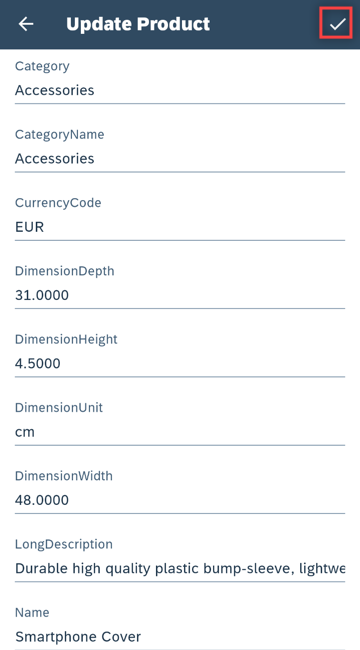 Update Product
Category
Accessories
CategoryName
Accessories
CurrencyCode
EUR
DimensionDepth
31.0000
DimensionHeight
4.5000
DimensionUnit
cm
DimensionWidth
48.0000
LongDescription
Durable high quality plastic bump-sleeve, lightwe
Name
Smartphone Cover